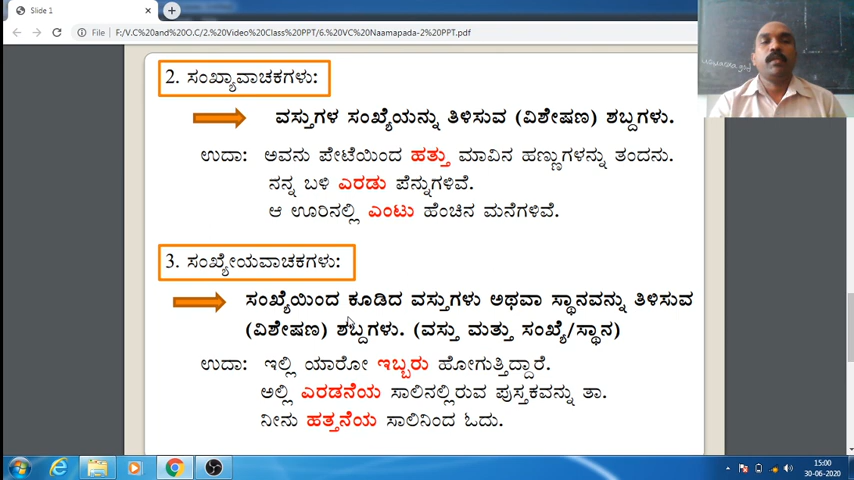 Slide 1
File | F:/V.C%20and%20O.C/2.%20Video%20Class%20PPT/6.%20VC%20Naamapada-2%20PPT.pdf
2. ಸಂಖ್ಯಾವಾಚಕಗಳು:
ವಸ್ತುಗಳ ಸಂಖ್ಯೆಯನ್ನು ತಿಳಿಸುವ (ವಿಶೇಷಣ) ಶಬ್ದಗಳು.
ಉದಾ: ಅವನು ಪೇಟೆಯಿಂದ ಹತ್ತು ಮಾವಿನ ಹಣ್ಣುಗಳನ್ನು ತಂದನು.
ನನ್ನ ಬಳಿ ಎರಡು ಪೆನ್ನುಗಳಿವೆ.
ಆ ಊರಿನಲ್ಲಿ ಎಂಟು ಹೆಂಚಿನ ಮನೆಗಳಿವೆ.
3. ಸಂಖ್ಯೇಯವಾಚಕಗಳು:
ಸಂಖ್ಯೆಯಿಂದ ಕೂಡಿದ ವಸ್ತುಗಳು ಅಥವಾ ಸ್ಥಾನವನ್ನು ತಿಳಿಸುವ
(ವಿಶೇಷಣ) ಶಬ್ದಗಳು. (ವಸ್ತು ಮತ್ತು ಸಂಖ್ಯೆ/ಸ್ಥಾನ)
ಉದಾ: ಇಲ್ಲಿ ಯಾರೋ ಇಬ್ಬರು ಹೋಗುತ್ತಿದ್ದಾರೆ.
ಅಲ್ಲಿ ಎರಡನೆಯ ಸಾಲಿನಲ್ಲಿರುವ ಪುಸ್ತಕವನ್ನು ತಾ.
ನೀನು ಹತ್ತನೆಯ ಸಾಲಿನಿಂದ ಓದು.
15:00
30-06-2020